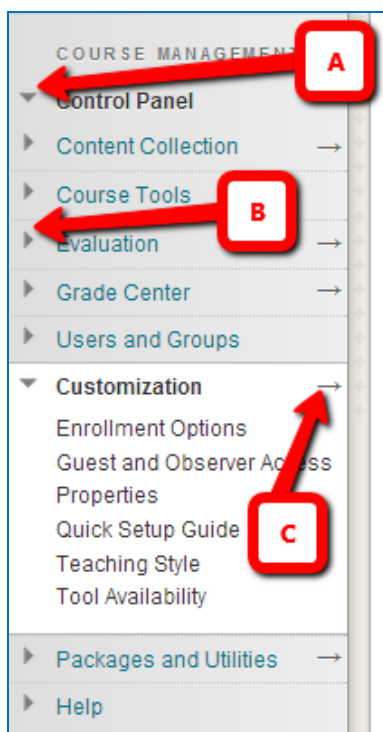 COURSE MANAGEMENT
A
Control Panel
Content Collection →
Course Tools
B
Evaluation →
Grade Center →
Users and Groups
Customization →
Enrollment Options
Guest and Observer Access
Properties
Quick Setup Guide
C
Teaching Style
Tool Availability
Packages and Utilities →
Help